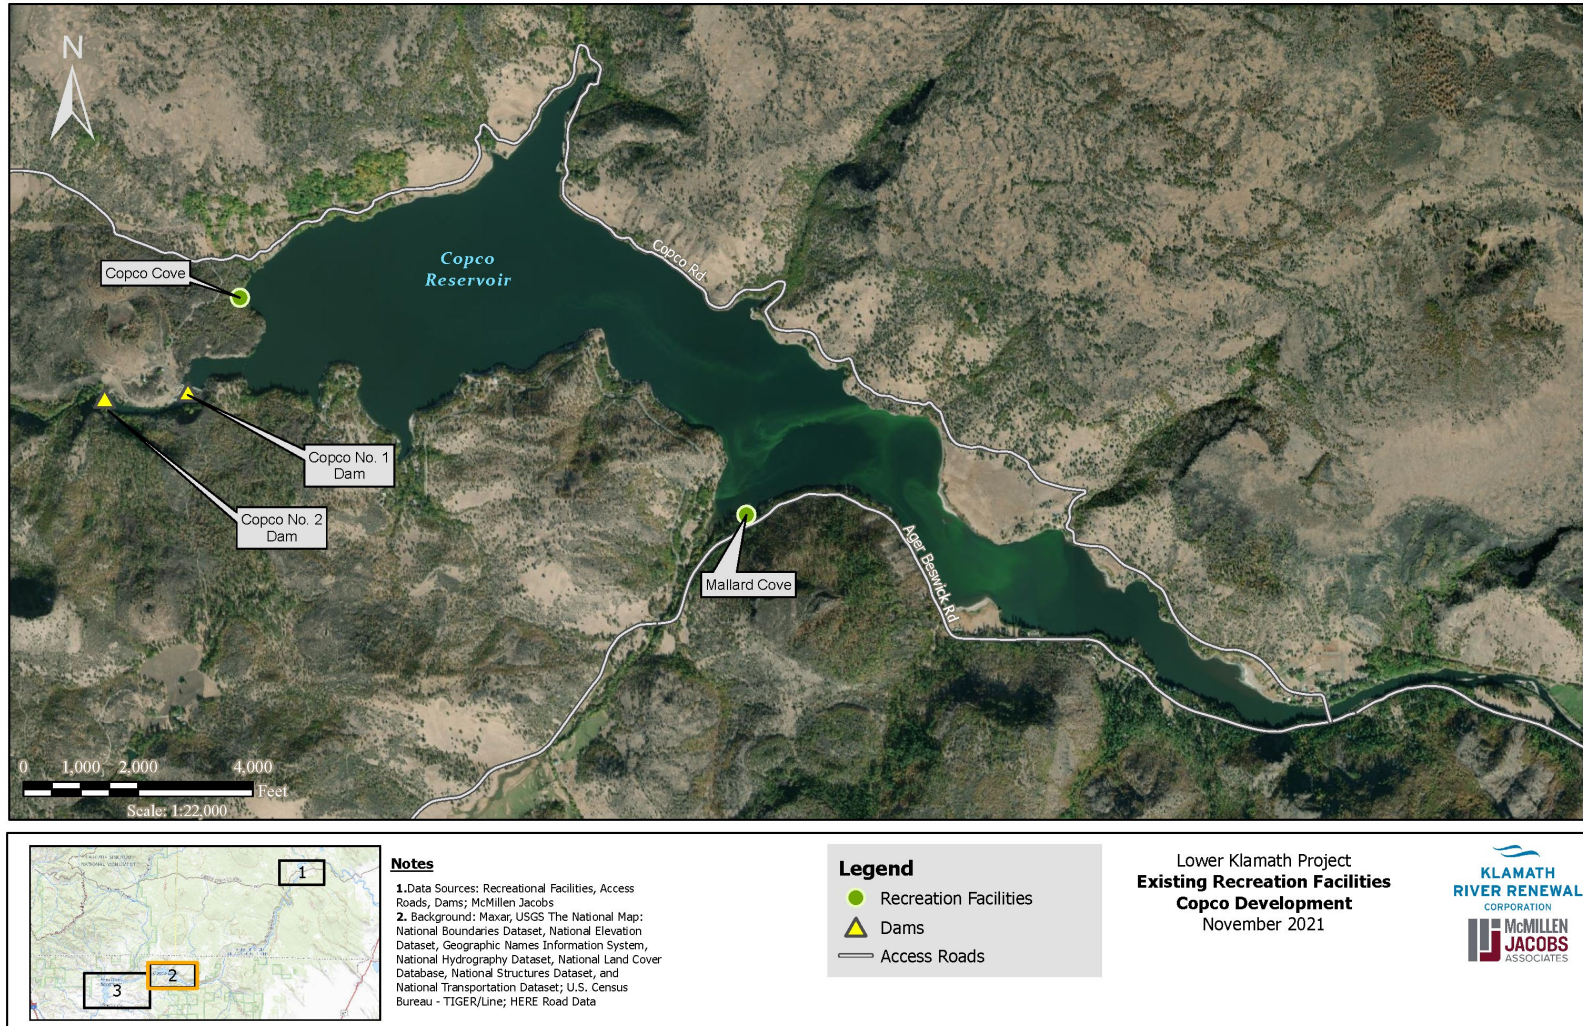 N
Copco Cove
Copco
Reservoir
Copco Rd
Copco No. 1
Dam
Copco No. 2
Dam
Mallard Cove
Ager Beswick Rd
0 1,000 2,000 4,000
Feet
Scale: 1:22,000
1
2
3
Notes
1.Data Sources: Recreational Facilities, Access
Roads, Dams; McMillen Jacobs
2. Background: Maxar, USGS The National Map:
National Boundaries Dataset, National Elevation
Dataset, Geographic Names Information System,
National Hydrography Dataset, National Land Cover
Database, National Structures Dataset, and
National Transportation Dataset; U.S. Census
Bureau - TIGER/Line; HERE Road Data
Legend
Recreation Facilities
Dams
Access Roads
Lower Klamath Project
Existing Recreation Facilities
Copco Development
November 2021
KLAMATH
RIVER RENEWAL
CORPORATION
McMILLEN
JACOBS
ASSOCIATES